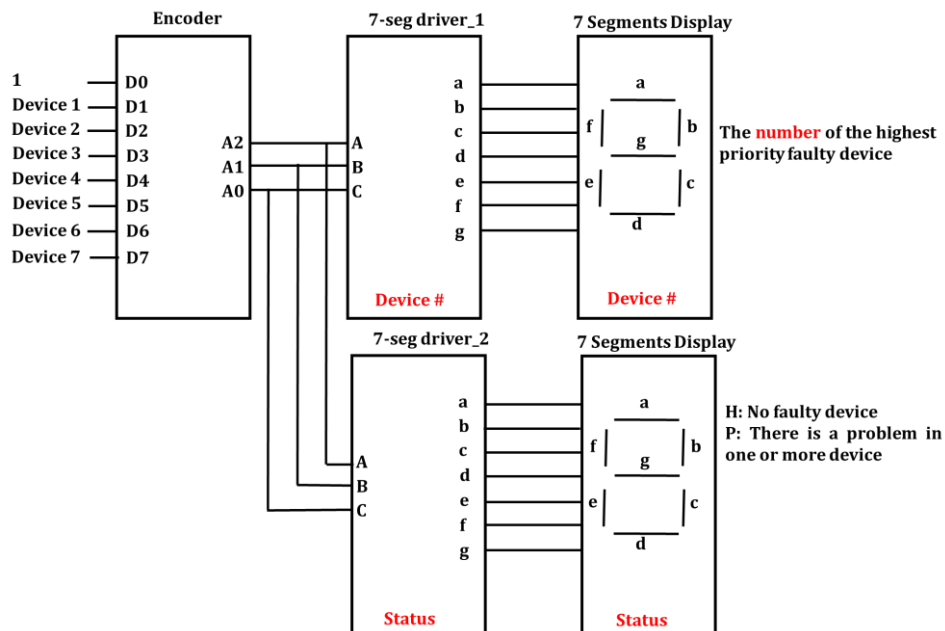 Encoder
7-seg driver_1
7 Segments Display
1
Device 1
Device 2
Device 3
Device 4
Device 5
Device 6
Device 7
D0
D1
D2
D3
D4
D5
D6
D7
A2
A1
A0
A
B
C
a
b
c
d
e
f
g
Device #
a
f
b
g
e
c
d
Device #
The number of the highest
priority faulty device
7-seg driver_2
7 Segments Display
A
B
C
a
b
c
d
e
f
g
Status
a
f
b
g
e
c
d
Status
H: No faulty device
P: There is a problem in
one or more device